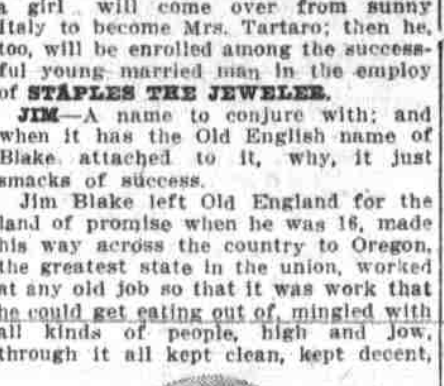 a girl will come over from sunny
Italy to become Mrs. Tartaro; then he,
too, will be enrolled among the success-
ful young married man in the employ
of STAPLES THE JEWELER.
JIM—A name to conjure with; and
when it has the Old English name of
Blake attached to it, why, it just
smacks of success.
Jim Blake left Old England for the
land of promise when he was 16, made
his way across the country to Oregon,
the greatest state in the union, worked
at any old job so that it was work that
he could get eating out of, mingled with
all kinds of people, high and low,
through it all kept clean, kept decent,